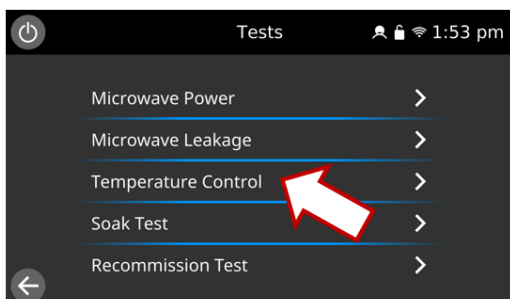 Tests 1:53 pm
Microwave Power
Microwave Leakage
Temperature Control
Soak Test
Recommission Test